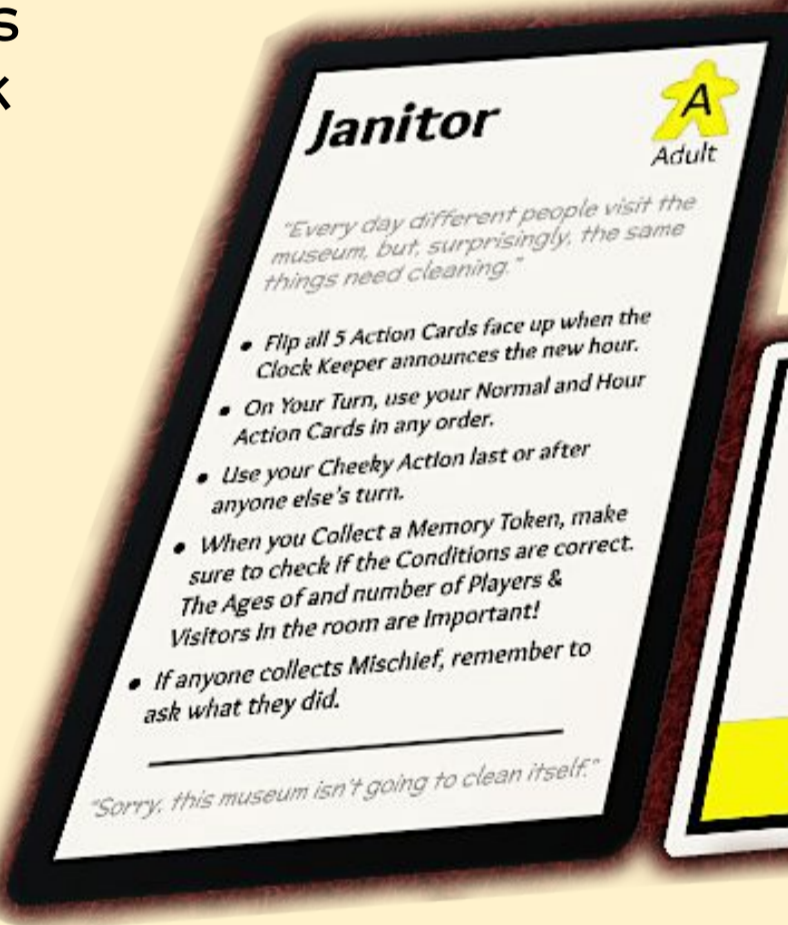 s
k
Janitor
A
Adult
"Every day different people visit the
museum, but, surprisingly, the same
things need cleaning."
• Flip all 5 Action Cards face up when the
Clock Keeper announces the new hour.
• On Your Turn, use your Normal and Hour
Action Cards in any order.
• Use your Cheeky Action last or after
anyone else's turn.
• When you Collect a Memory Token, make
sure to check if the Conditions are correct.
The Ages of and number of Players &
Visitors in the room are important!
• If anyone collects Mischief, remember to
ask what they did.
"Sorry, this museum isn't going to clean itself."